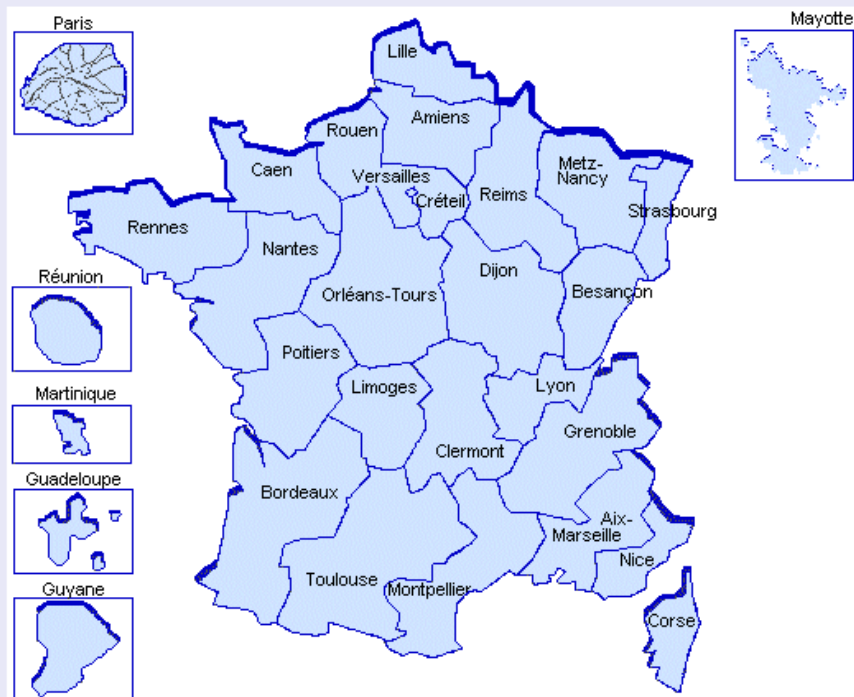 Paris
Mayotte
Lille
Amiens
Rouen
Caen
Versailles
Créteil
Reims
Metz-
Nancy
Strasbourg
Rennes
Nantes
Réunion
Orléans-Tours
Dijon
Besançon
Poitiers
Limoges
Lyon
Martinique
Grenoble
Clermont
Guadeloupe
Bordeaux
Aix-
Marseille
Nice
Toulouse
Montpellier
Guyane
Corse